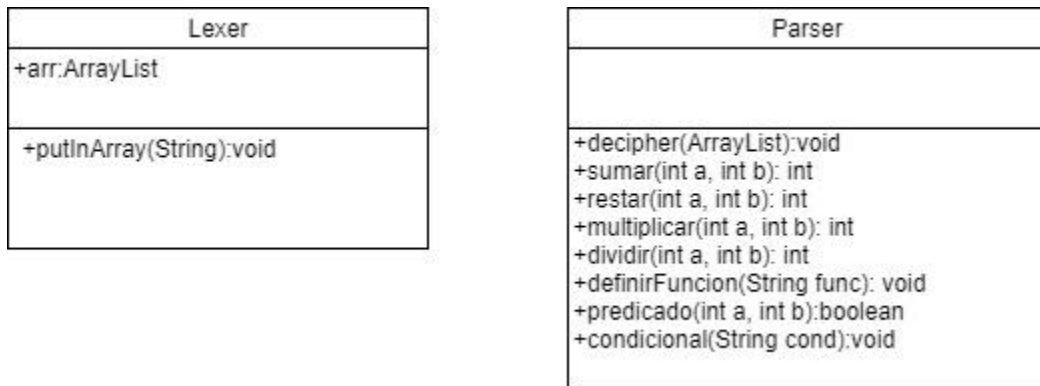 Lexer
+arr:ArrayList
+putInArray(String):void
Parser
+decipher(ArrayList):void
+sumar(int a, int b): int
+restar(int a, int b): int
+multiplicar(int a, int b): int
+dividir(int a, int b): int
+definirFuncion(String func): void
+predicado(int a, int b):boolean
+condicional(String cond):void